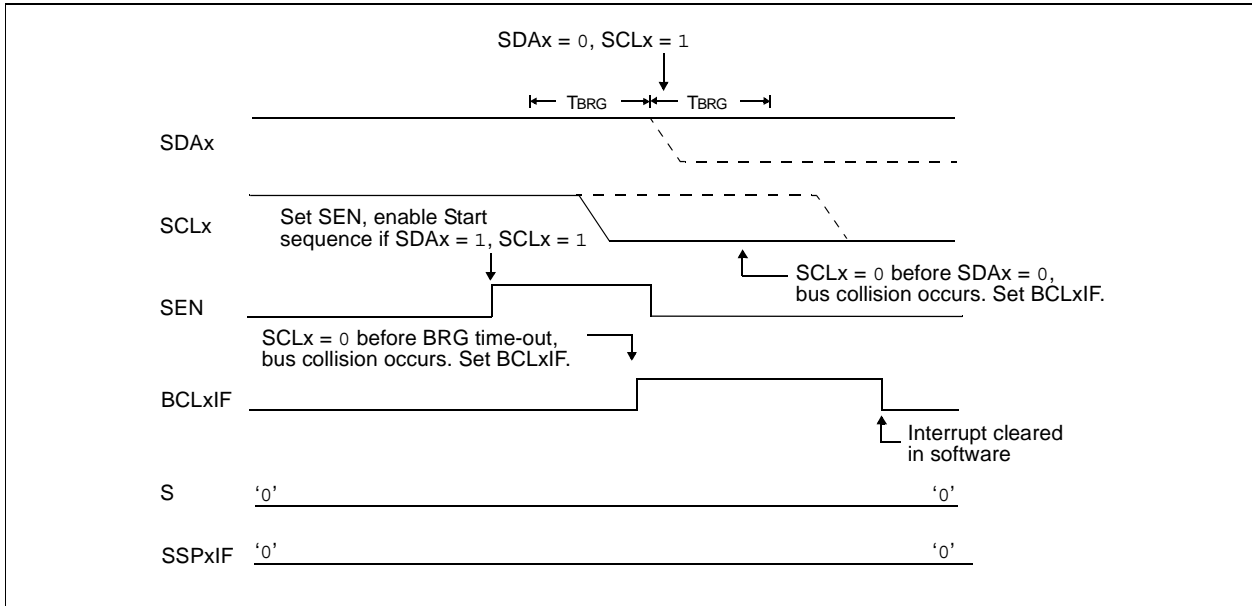 SDAx = 0, SCLx = 1
TBRG TBRG
SDAx
SCLx
Set SEN, enable Start
sequence if SDAx = 1, SCLx = 1
SCLx = 0 before SDAx = 0,
bus collision occurs. Set BCLxIF.
SEN
SCLx = 0 before BRG time-out,
bus collision occurs. Set BCLxIF.
BCLxIF
Interrupt cleared
in software
S
‘0’ ‘0’
SSPxIF ‘0’ ‘0’